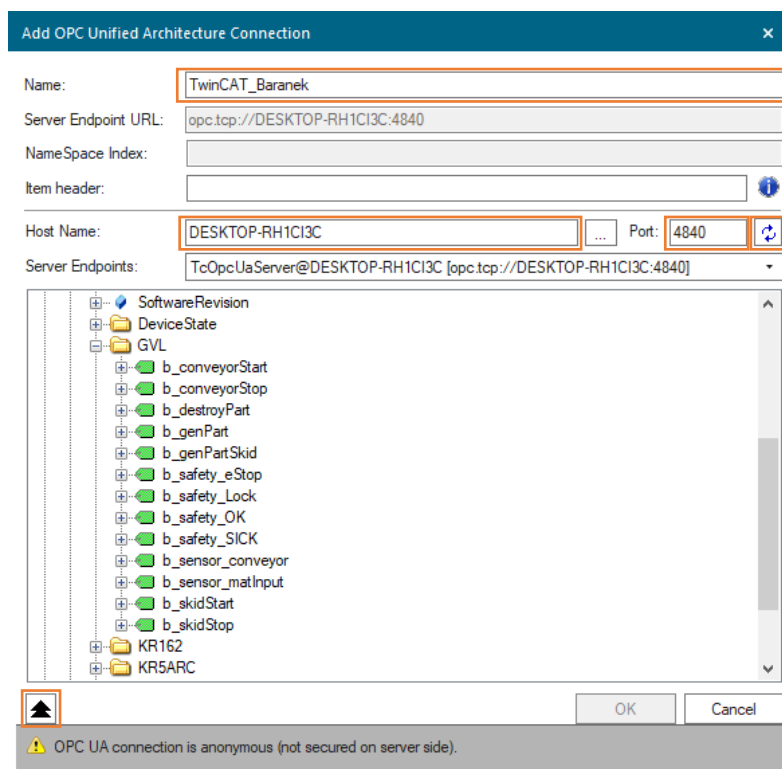 Add OPC Unified Architecture Connection
Name: TwinCAT_Baranek
Server Endpoint URL: opc.tcp://DESKTOP-RH1CI3C:4840
NameSpace Index:
Item header:
Host Name: DESKTOP-RH1CI3C ... Port: 4840
Server Endpoints: TcOpcUaServer@DESKTOP-RH1CI3C [opc.tcp://DESKTOP-RH1CI3C:4840]
SoftwareRevision
DeviceState
GVL
b_conveyorStart
b_conveyorStop
b_destroyPart
b_genPart
b_genPartSkid
b_safety_eStop
b_safety_Lock
b_safety_OK
b_safety_SICK
b_sensor_conveyor
b_sensor_matInput
b_skidStart
b_skidStop
KR162
KR5ARC
OK Cancel
OPC UA connection is anonymous (not secured on server side).